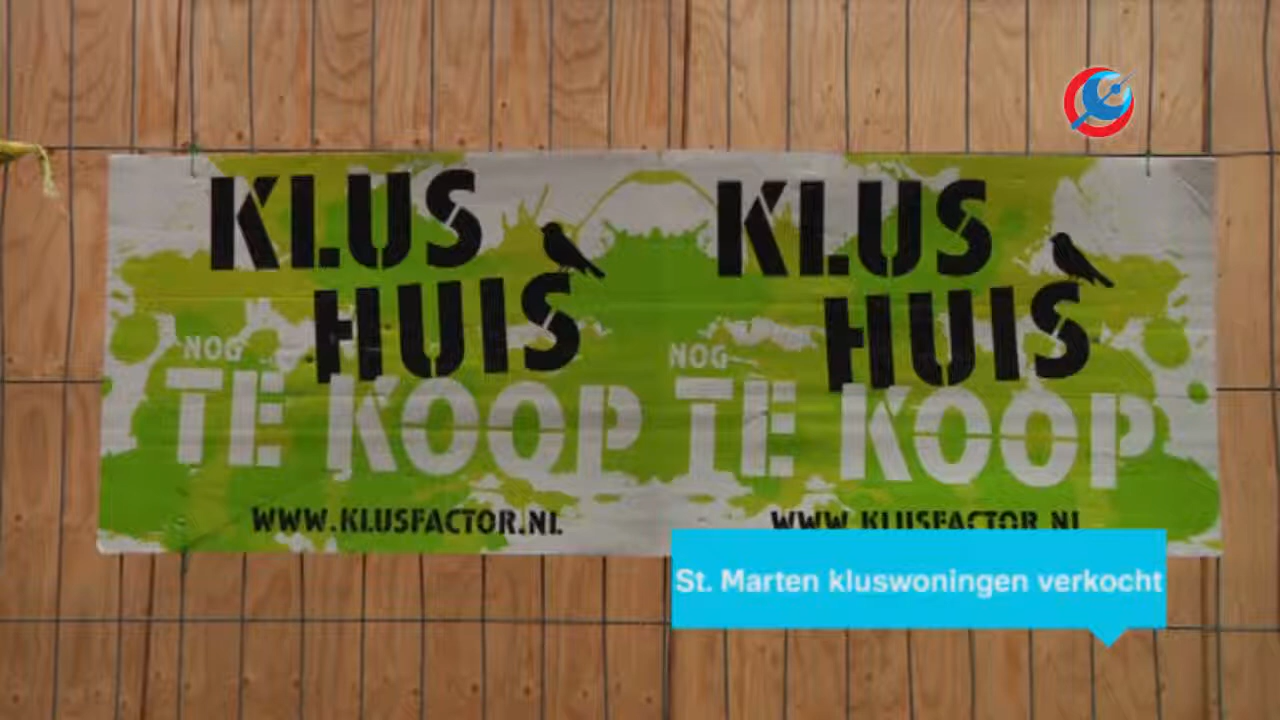 KLUS
HUIS
NOG
TE KOOP
WWW.KLUSFACTOR.NL
KLUS
HUIS
NOG
TE KOOP
WWW.KLUSFACTOR.NL
St. Marten kluswoningen verkocht